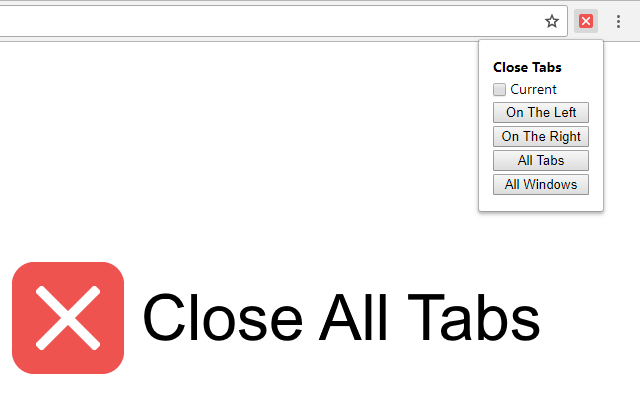 Close Tabs
Current
On The Left
On The Right
All Tabs
All Windows
Close All Tabs